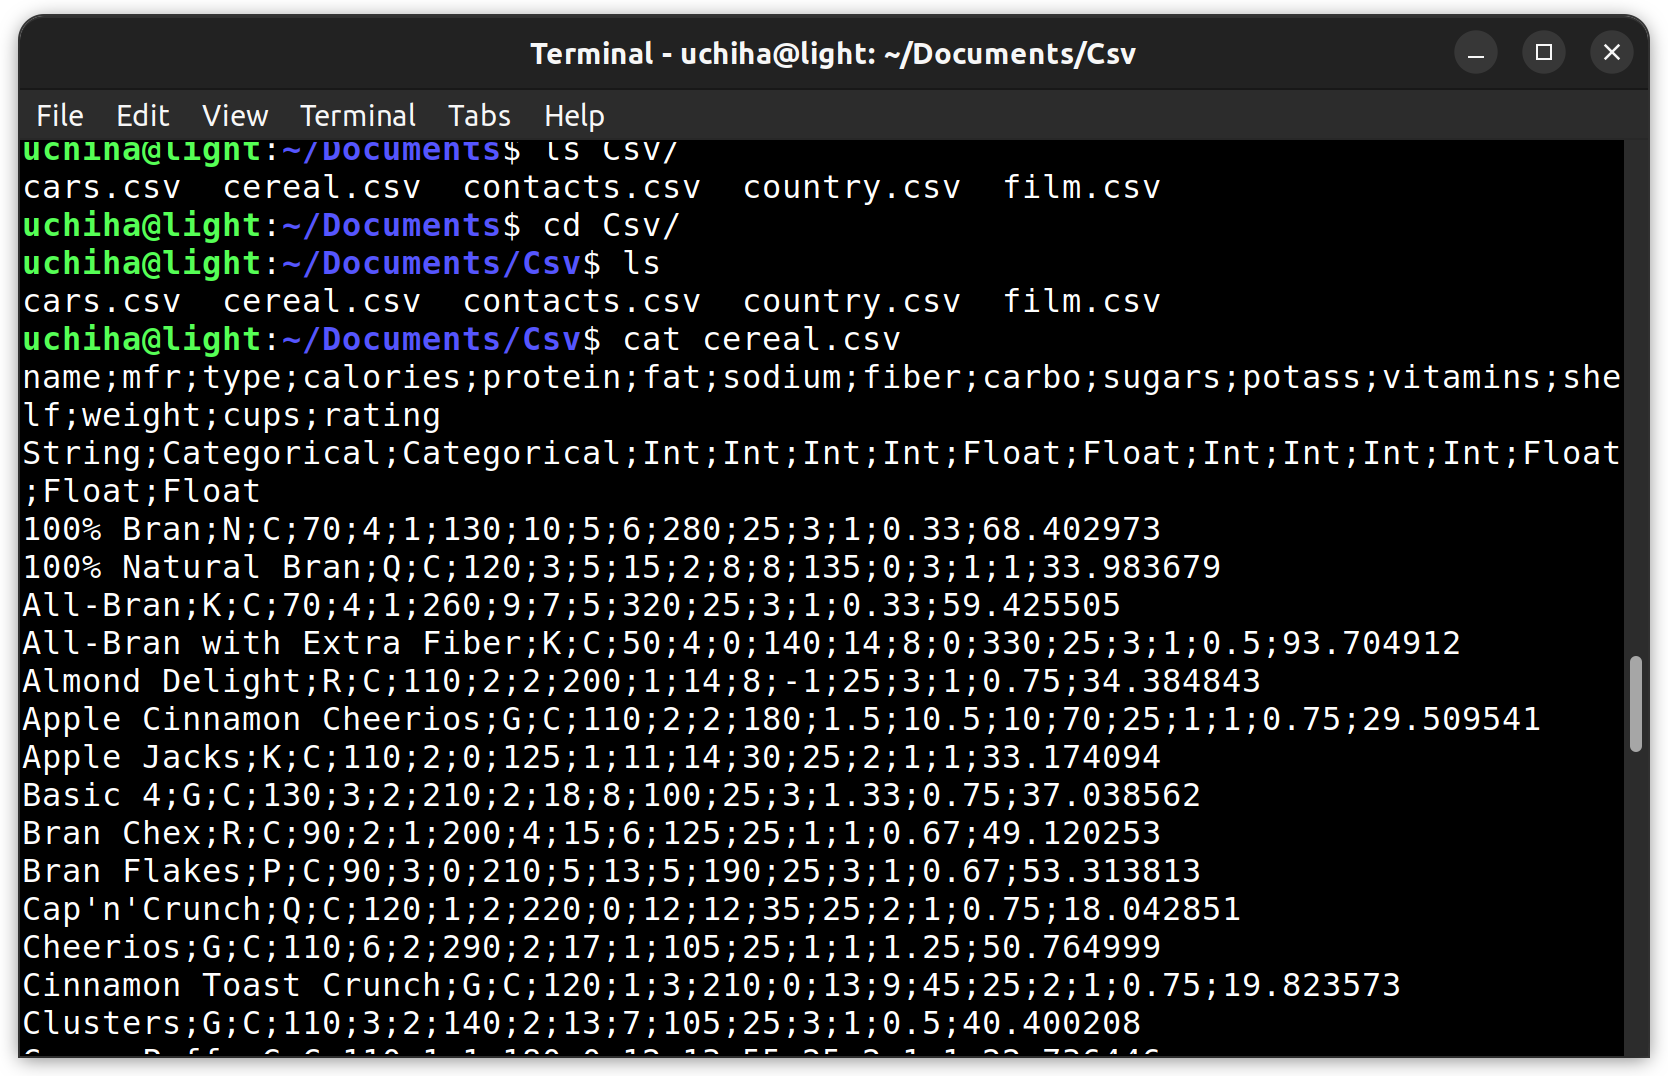 Terminal - uchiha@light: ~/Documents/Csv
File Edit View Terminal Tabs Help
uchiha@light:~/Documents$ ls Csv/
cars.csv  cereal.csv  contacts.csv  country.csv  film.csv
uchiha@light:~/Documents$ cd Csv/
uchiha@light:~/Documents/Csv$ ls
cars.csv  cereal.csv  contacts.csv  country.csv  film.csv
uchiha@light:~/Documents/Csv$ cat cereal.csv
name;mfr;type;calories;protein;fat;sodium;fiber;carbo;sugars;potass;vitamins;she
lf;weight;cups;rating
String;Categorical;Categorical;Int;Int;Int;Int;Float;Float;Int;Int;Int;Int;Float
;Float;Float
100% Bran;N;C;70;4;1;130;10;5;6;280;25;3;1;0.33;68.402973
100% Natural Bran;Q;C;120;3;5;15;2;8;8;135;0;3;1;1;33.983679
All-Bran;K;C;70;4;1;260;9;7;5;320;25;3;1;0.33;59.425505
All-Bran with Extra Fiber;K;C;50;4;0;140;14;8;0;330;25;3;1;0.5;93.704912
Almond Delight;R;C;110;2;2;200;1;14;8;-1;25;3;1;0.75;34.384843
Apple Cinnamon Cheerios;G;C;110;2;2;180;1.5;10.5;10;70;25;1;1;0.75;29.509541
Apple Jacks;K;C;110;2;0;125;1;11;14;30;25;2;1;1;33.174094
Basic 4;G;C;130;3;2;210;2;18;8;100;25;3;1.33;0.75;37.038562
Bran Chex;R;C;90;2;1;200;4;15;6;125;25;1;1;0.67;49.120253
Bran Flakes;P;C;90;3;0;210;5;13;5;190;25;3;1;0.67;53.313813
Cap'n'Crunch;Q;C;120;1;2;220;0;12;12;35;25;2;1;0.75;18.042851
Cheerios;G;C;110;6;2;290;2;17;1;105;25;1;1;1.25;50.764999
Cinnamon Toast Crunch;G;C;120;1;3;210;0;13;9;45;25;2;1;0.75;19.823573
Clusters;G;C;110;3;2;140;2;13;7;105;25;3;1;0.5;40.400208